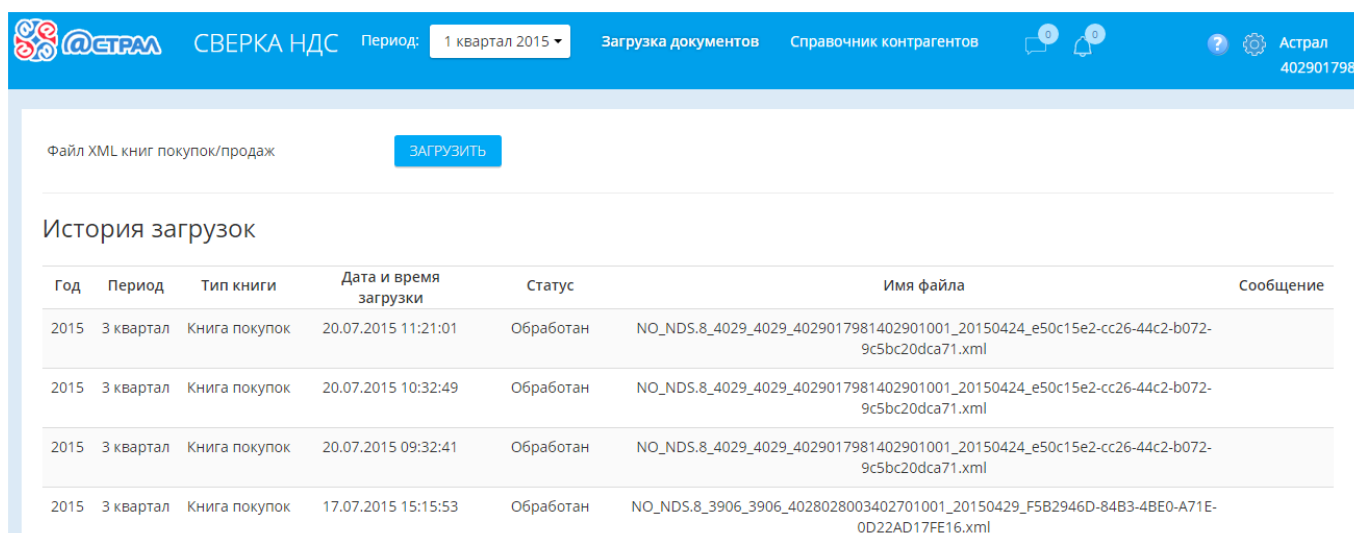 @СТРАЛ СВЕРКА НДС Период: 1 квартал 2015 Загрузка документов Справочник контрагентов 0 0 ? Астрал
402901798
Файл XML книг покупок/продаж ЗАГРУЗИТЬ
История загрузок
Год Период Тип книги Дата и время загрузки Статус Имя файла Сообщение
2015 3 квартал Книга покупок 20.07.2015 11:21:01 Обработан NO_NDS.8_4029_4029_4029017981402901001_20150424_e50c15e2-cc26-44c2-b072-
9c5bc20dca71.xml
2015 3 квартал Книга покупок 20.07.2015 10:32:49 Обработан NO_NDS.8_4029_4029_4029017981402901001_20150424_e50c15e2-cc26-44c2-b072-
9c5bc20dca71.xml
2015 3 квартал Книга покупок 20.07.2015 09:32:41 Обработан NO_NDS.8_4029_4029_4029017981402901001_20150424_e50c15e2-cc26-44c2-b072-
9c5bc20dca71.xml
2015 3 квартал Книга покупок 17.07.2015 15:15:53 Обработан NO_NDS.8_3906_3906_4028028003402701001_20150429_F5B2946D-84B3-4BE0-A71E-
0D22AD17FE16.xml